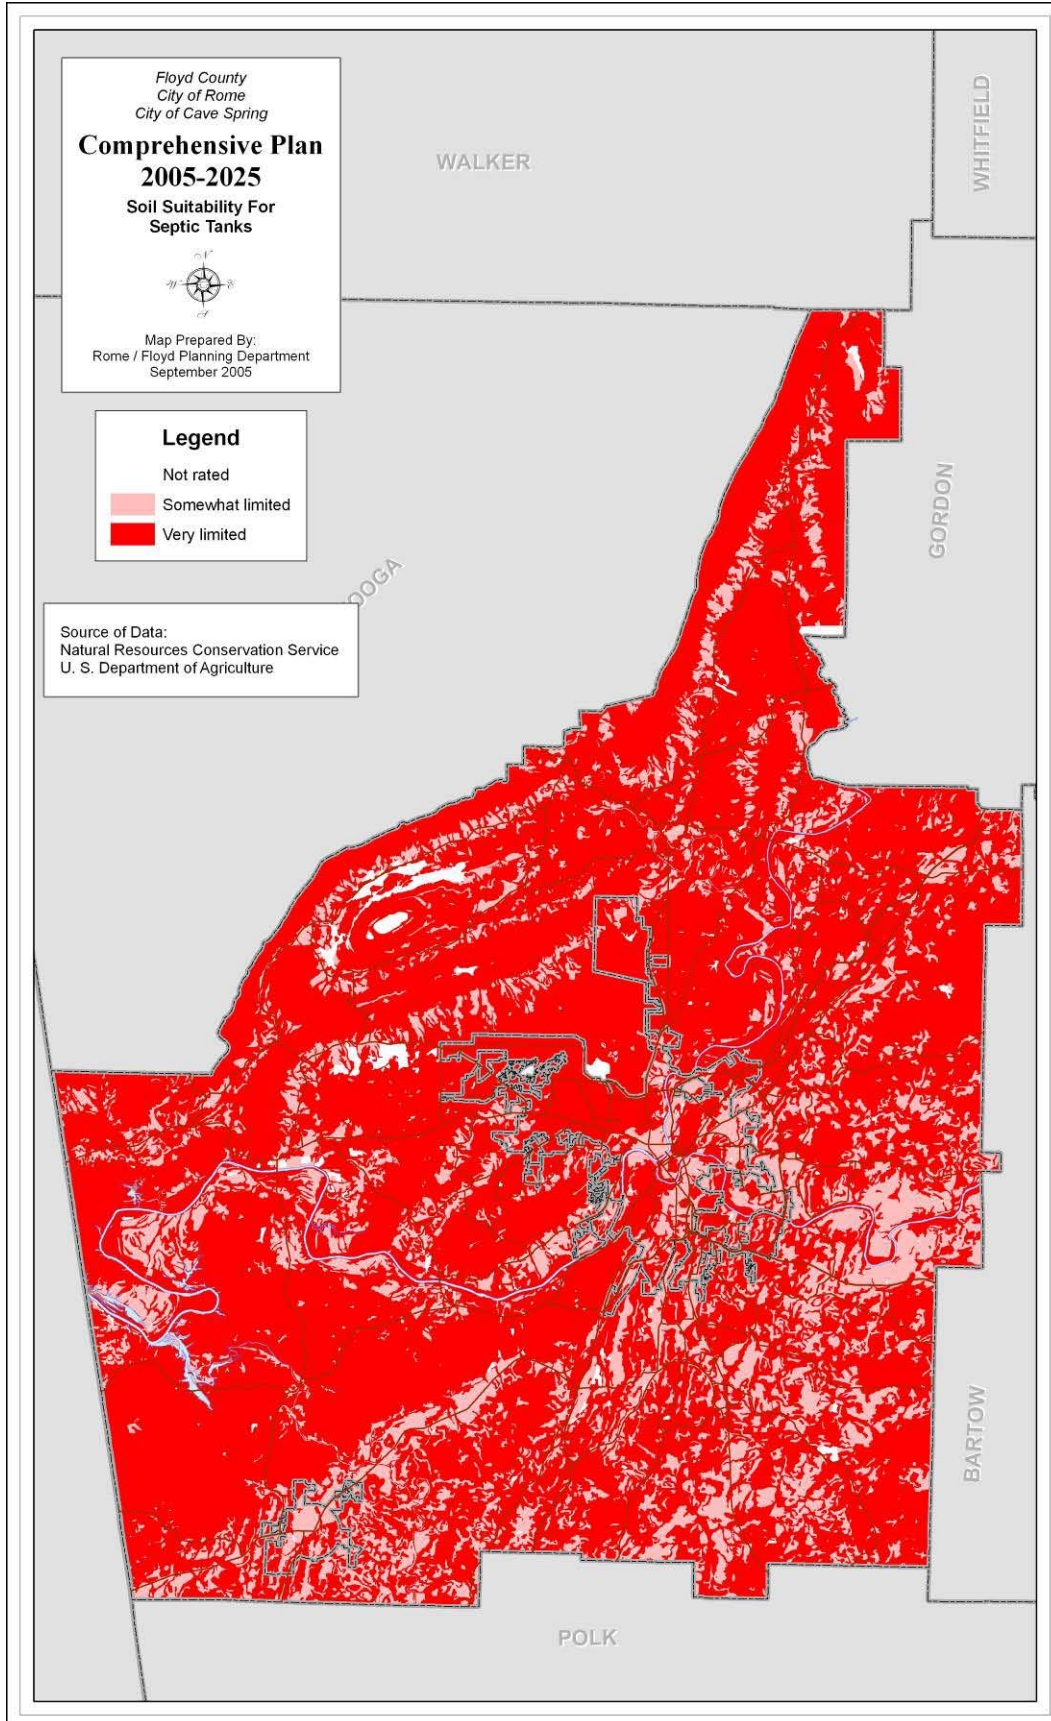 Floyd County
City of Rome
City of Cave Spring
Comprehensive Plan
2005-2025
Soil Suitability For
Septic Tanks
N
W
E
S
Map Prepared By:
Rome / Floyd Planning Department
September 2005
WALKER
WHITFIELD
Legend
Not rated
Somewhat limited
Very limited
GORDON
OOGA
Source of Data:
Natural Resources Conservation Service
U. S. Department of Agriculture
BARTOW
POLK